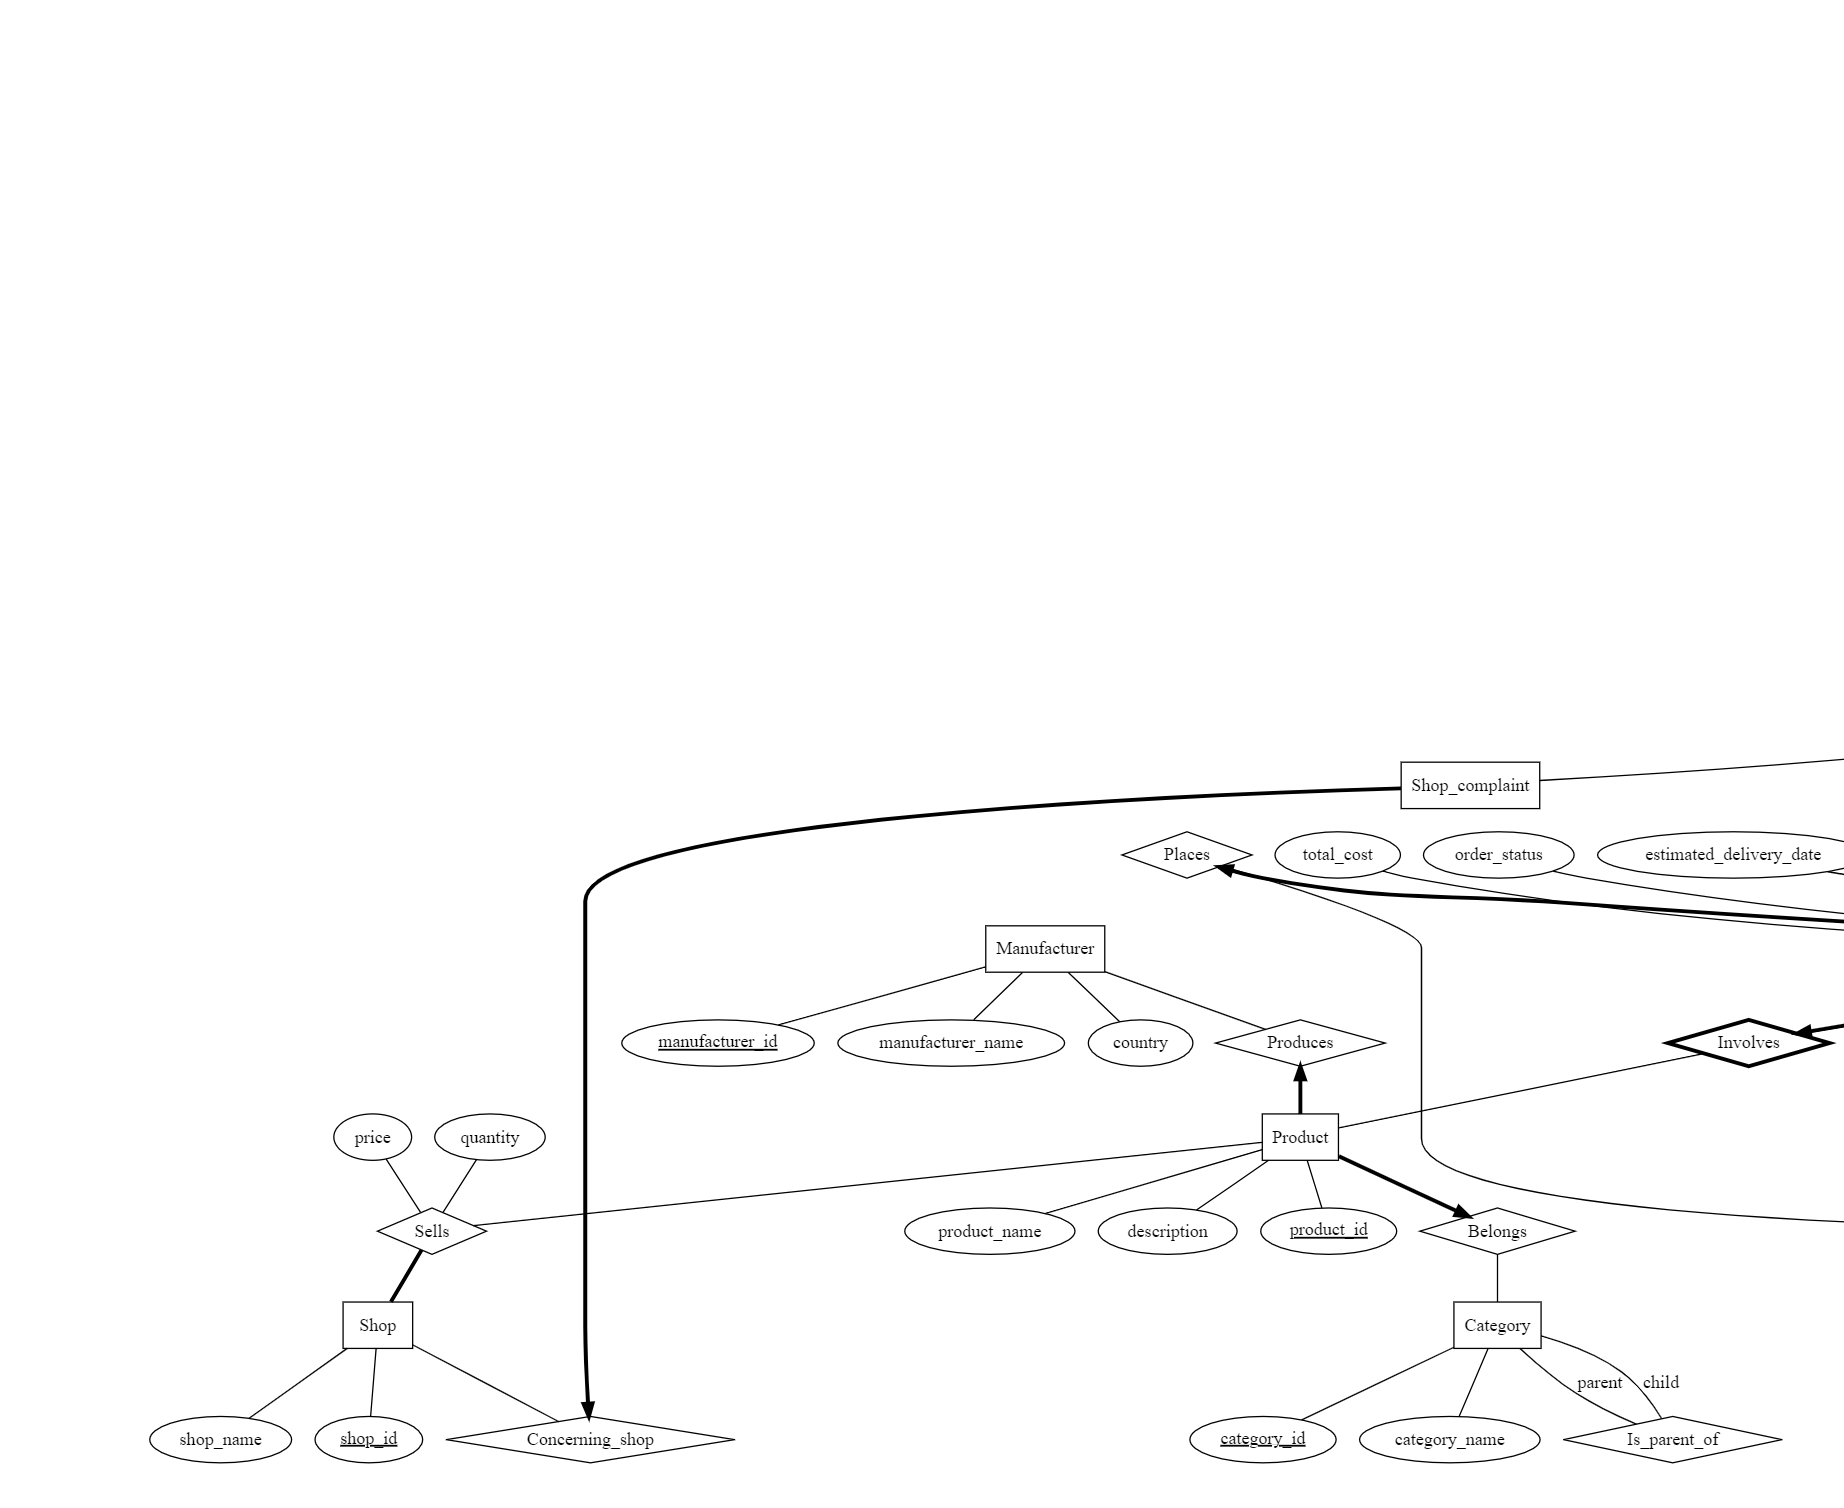 Shop_complaint
Places
total_cost
order_status
estimated_delivery_date
Manufacturer
manufacturer_id
manufacturer_name
country
Produces
Involves
price
quantity
Product
Sells
product_name
description
product_id
Belongs
Shop
Category
parent
child
shop_name
shop_id
Concerning_shop
category_id
category_name
Is_parent_of